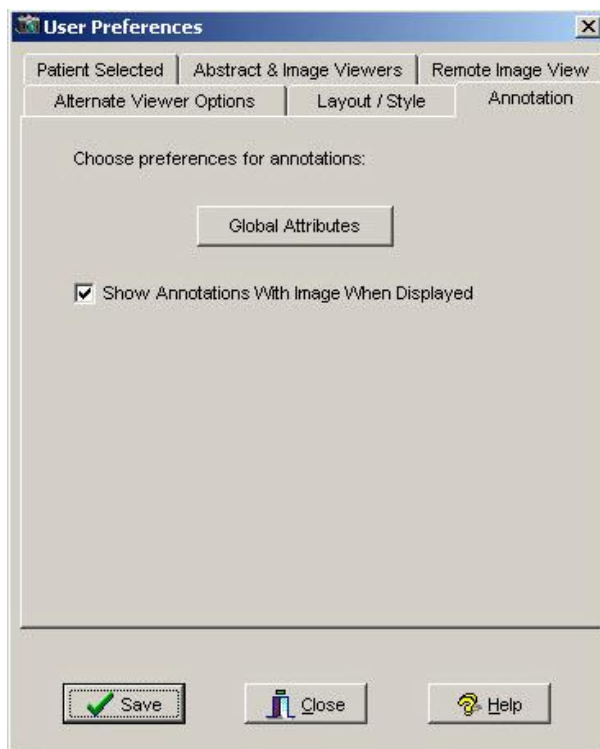 User Preferences
Patient Selected Abstract & Image Viewers Remote Image View
Alternate Viewer Options Layout / Style Annotation
Choose preferences for annotations:
Global Attributes
Show Annotations With Image When Displayed
Save Close Help